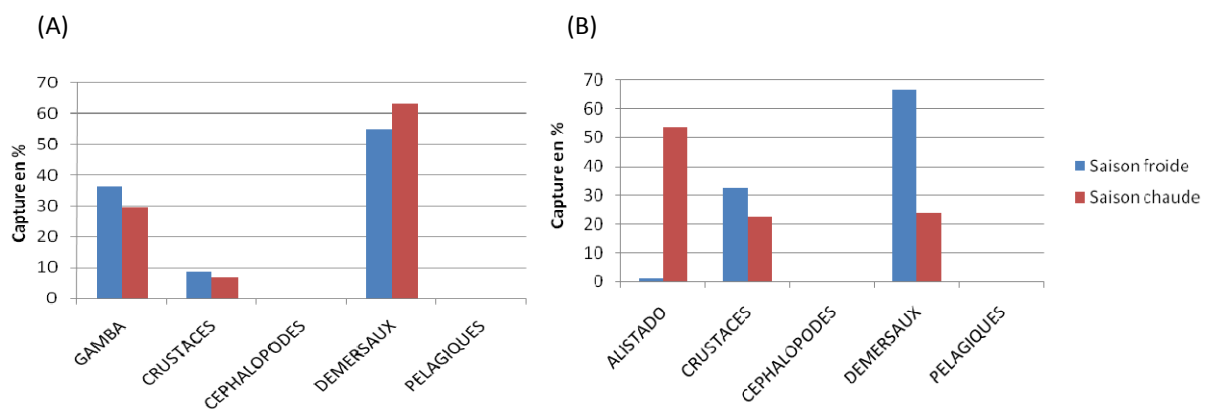 (A)
(B)
Capture en %
70
60
50
40
30
20
10
0
GAMBA
CRUSTACES
CEPHALOPODES
DEMERSAUX
PELAGIQUES
Capture en %
70
60
50
40
30
20
10
0
ALISTADO
CRUSTACES
CEPHALOPODES
DEMERSAUX
PELAGIQUES
Saison froide
Saison chaude